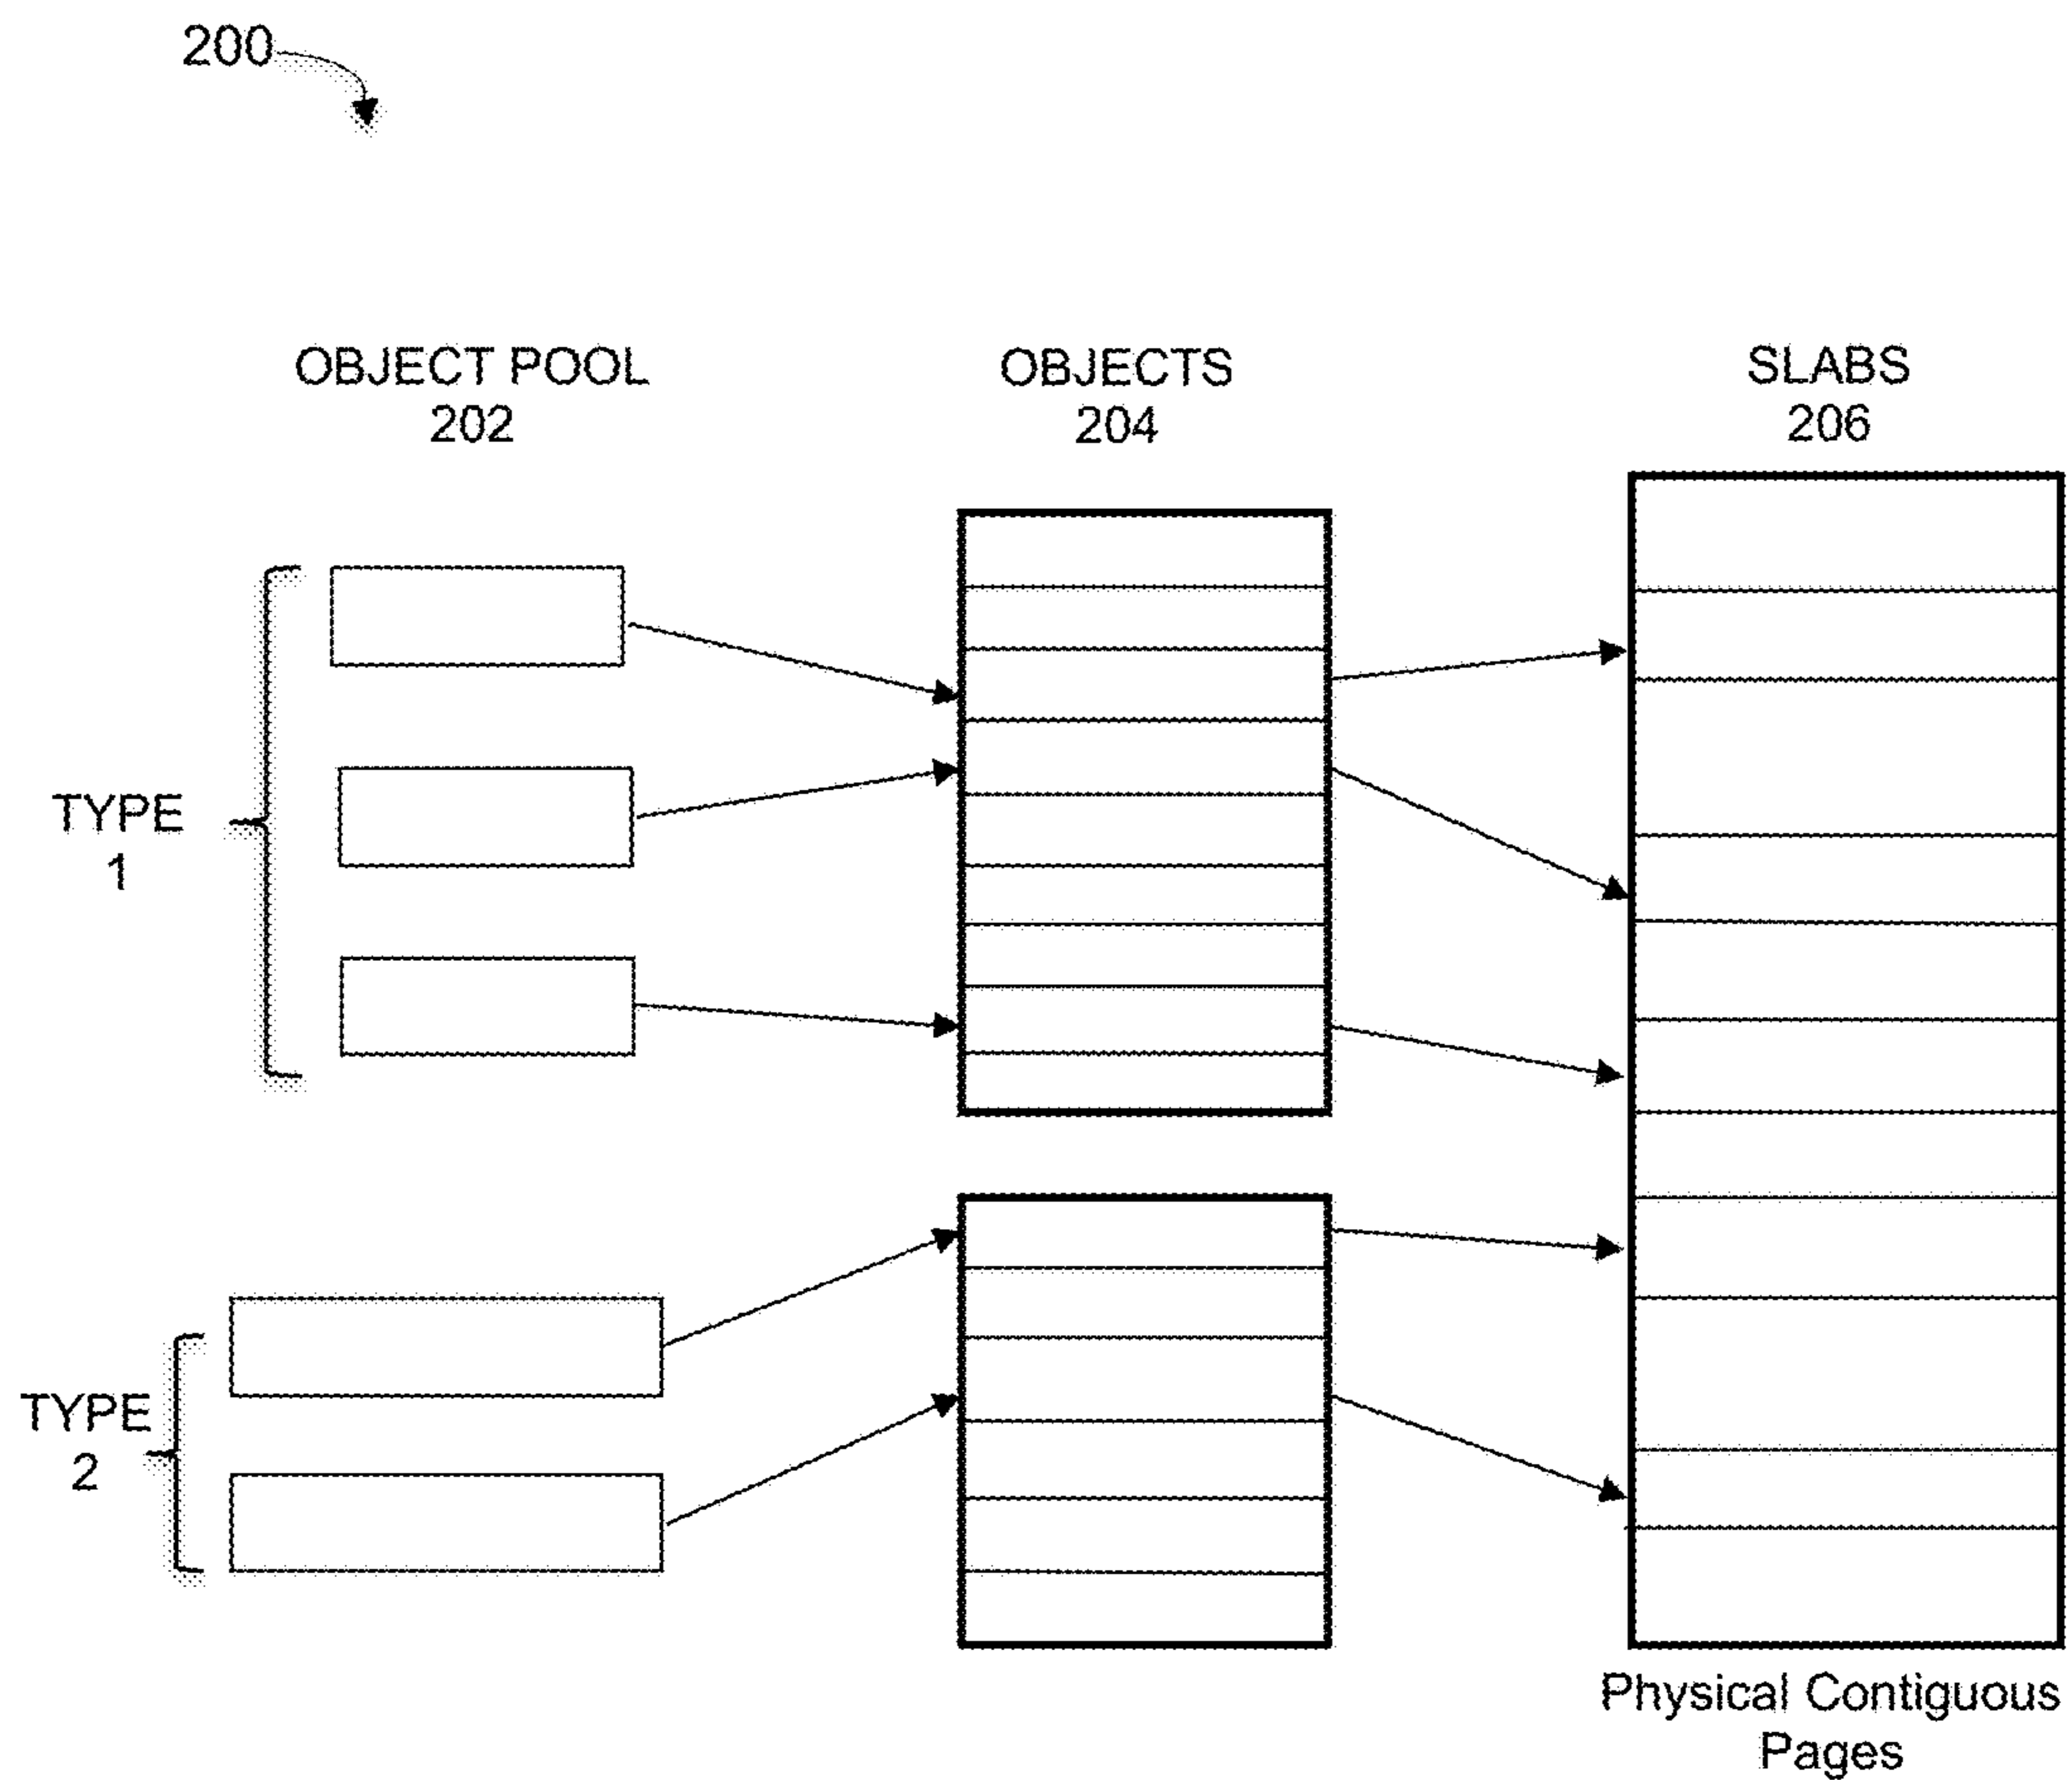 200
OBJECT POOL
202
OBJECTS
204
SLABS
206
TYPE
1
TYPE
2
Physical Contiguous
Pages